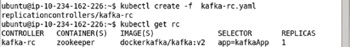 ubuntu@ip-10-234-162-226:~$ kubectl create -f kafka-rc.yaml
replicationcontrollers/kafka-rc
ubuntu@ip-10-234-162-226:~$ kubectl get rc
CONTROLLER CONTAINER(S) IMAGE(S) SELECTOR REPLICAS
kafka-rc zookeeper dockerkafka/kafka:v2 app=kafkaApp 1